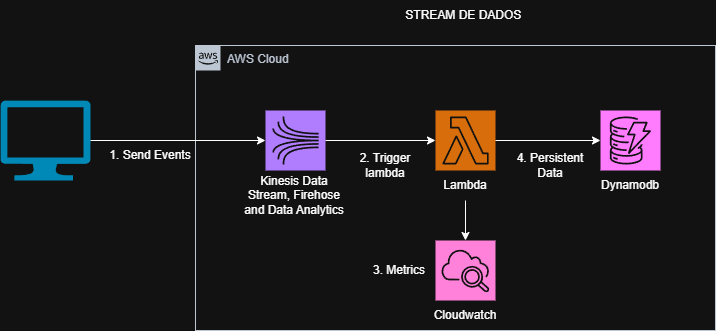 STREAM DE DADOS
aws
AWS Cloud
1. Send Events
2. Trigger
lambda
4. Persistent
Data
Kinesis Data
Stream, Firehose
and Data Analytics
Lambda
Dynamodb
3. Metrics
Cloudwatch